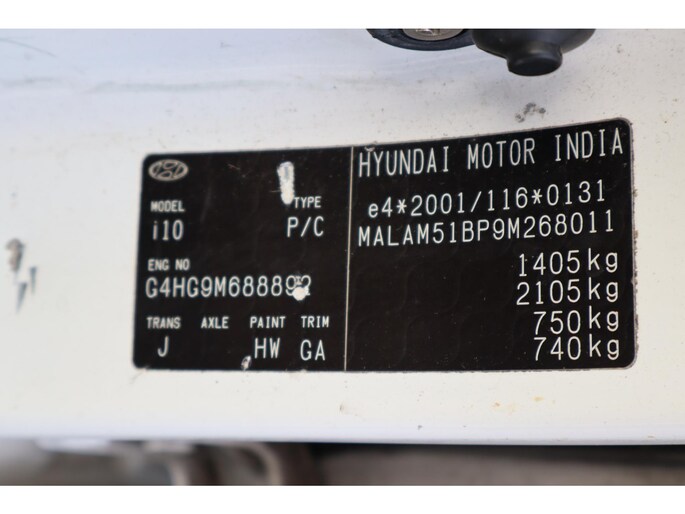 TYPE
MODEL
i10 P/C
ENG NO
G4HG9M688892
TRANS AXLE PAINT TRIM
J HW GA
HYUNDAI MOTOR INDIA
e4*2001/116*0131
MALAM51BP9M268011
1405kg
2105kg
750kg
740kg